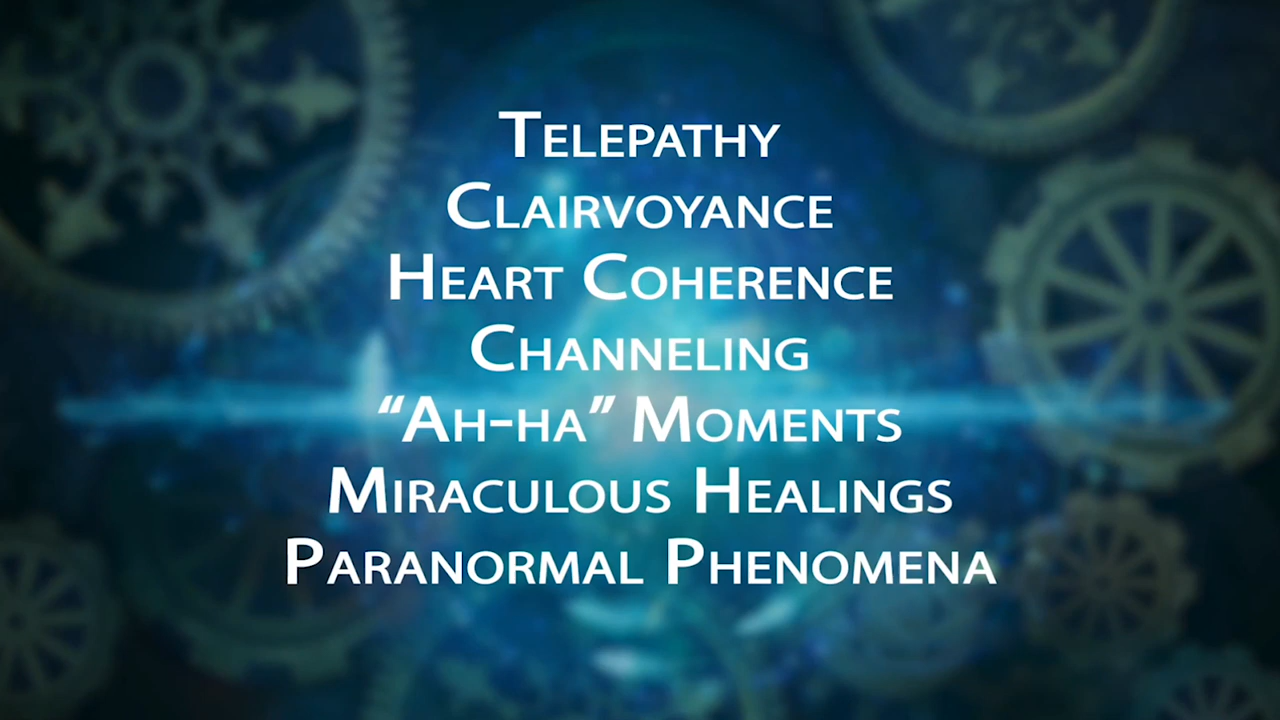 Telepathy
Clairvoyance
Heart Coherence
Channeling
“Ah-ha” Moments
Miraculous Healings
Paranormal Phenomena